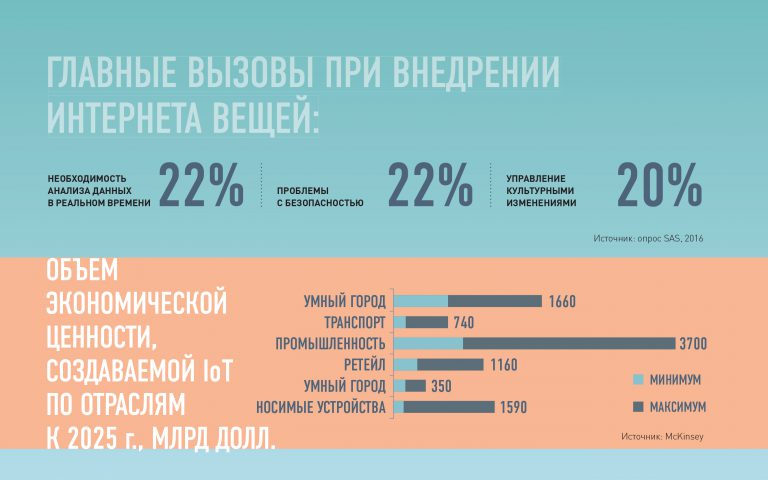 ГЛАВНЫЕ ВЫЗОВЫ ПРИ ВНЕДРЕНИИ
ИНТЕРНЕТА ВЕЩЕЙ:
НЕОБХОДИМОСТЬ
АНАЛИЗА ДАННЫХ
В РЕАЛЬНОМ ВРЕМЕНИ
22%
ПРОБЛЕМЫ
С БЕЗОПАСНОСТЬЮ
22%
УПРАВЛЕНИЕ
КУЛЬТУРНЫМИ
ИЗМЕНЕНИЯМИ
20%
Источник: опрос SAS, 2016
ОБЪЕМ
ЭКОНОМИЧЕСКОЙ
ЦЕННОСТИ,
СОЗДАВАЕМОЙ IoT
ПО ОТРАСЛЯМ
К 2025 г., МЛРД ДОЛЛ.
УМНЫЙ ГОРОД 1660
ТРАНСПОРТ 740
ПРОМЫШЛЕННОСТЬ 3700
РЕТЕЙЛ 1160
УМНЫЙ ГОРОД 350
НОСИМЫЕ УСТРОЙСТВА 1590
МИНИМУМ
МАКСИМУМ
Источник: McKinsey